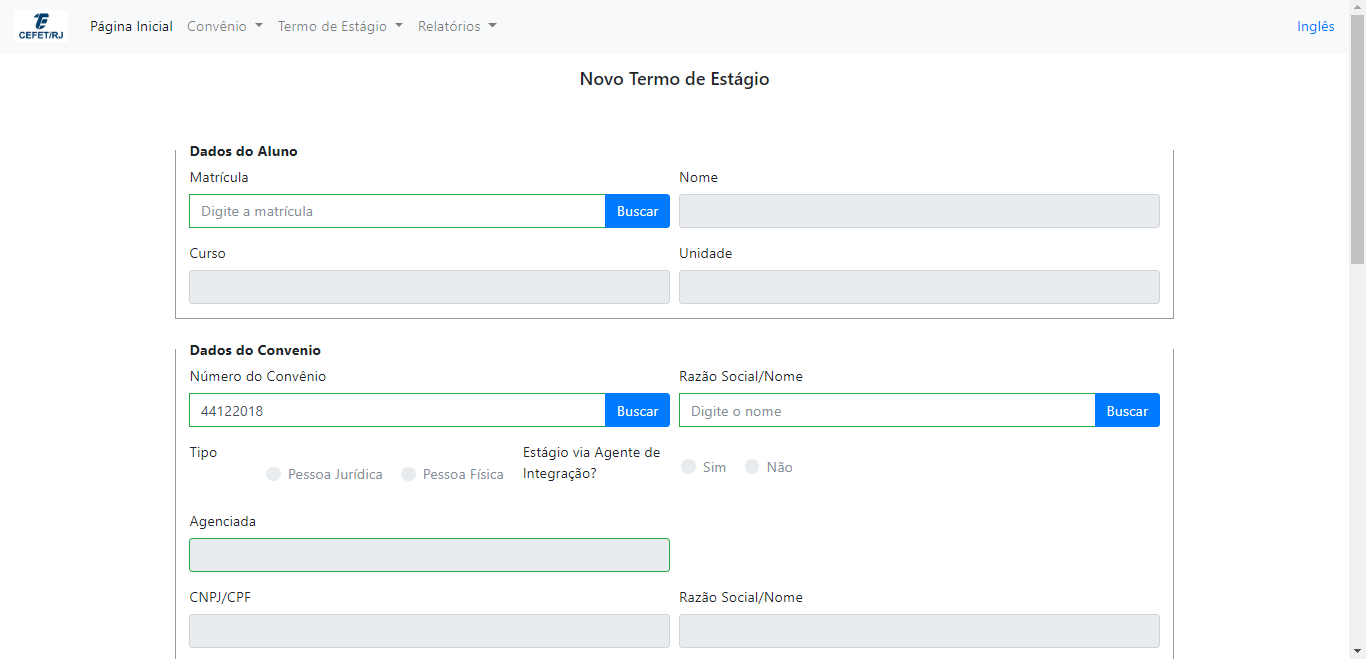 CEFET/RJ
Página Inicial Convênio Termo de Estágio Relatórios Inglês
Novo Termo de Estágio
Dados do Aluno
Matrícula Nome
Digite a matrícula Buscar
Curso Unidade
Dados do Convenio
Número do Convênio Razão Social/Nome
44122018 Buscar Digite o nome Buscar
Tipo Pessoa Jurídica Pessoa Física
Estágio via Agente de
Integração? Sim Não
Agenciada
CNPJ/CPF Razão Social/Nome